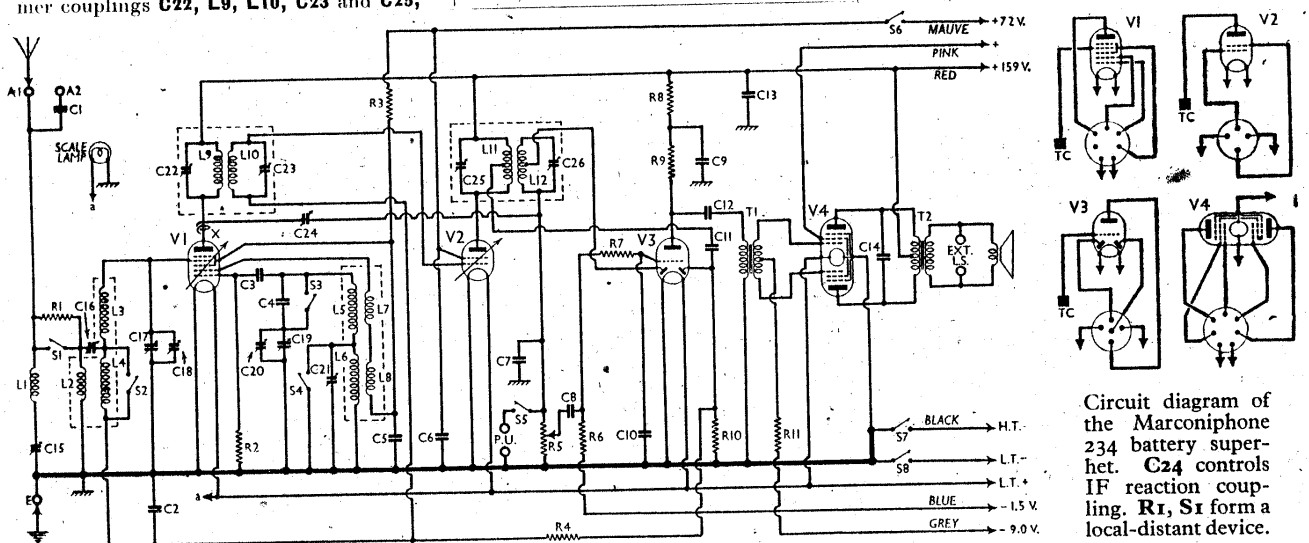 mer couplings C22, L9, L10, C23 and C25,
S6
MAUVE
+72 V.
PINK
+
RED
+159 V.
A1
A2
C1
SCALE
LAMP
a
R3
C13
R8
L9
L10
C22
C23
L11
L12
C25
C26
R9
C9
X
C24
V1
V2
V3
V4
C12
T1
C11
R7
C14
T2
EXT.
L.S.
C3
C4
S3
L5
L7
R1
C16
L3
C17
C18
S1
L4
L2
S2
L1
C15
C20
C19
S4
L6
C21
L8
C7
S5
P.U.
C8
R5
R6
R2
C5
C6
C10
R10
R11
S7
BLACK
H.T.-
S8
L.T.-
E
C2
a
L.T.+
BLUE
- 1.5 V.
R4
GREY
- 9.0 V.
V1
V2
TC
TC
V3
V4
TC
Circuit diagram of
the Marconiphone
234 battery super-
het. C24 controls
IF reaction coup-
ling. R1, S1 form a
local-distant device.